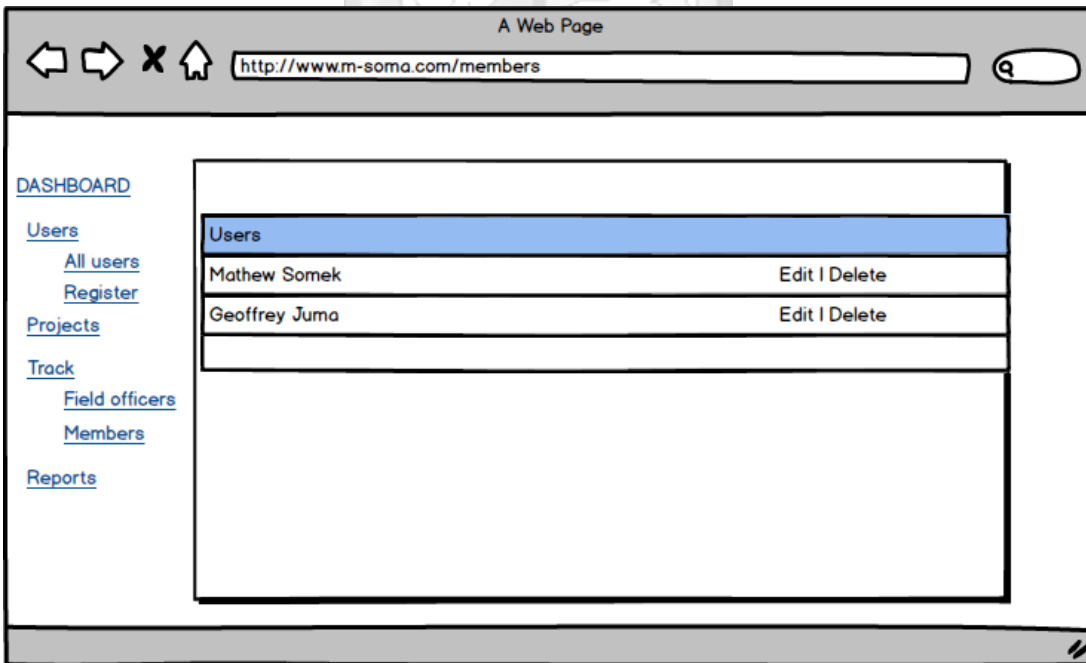 A Web Page
http://www.m-soma.com/members
DASHBOARD
Users
All users
Register
Projects
Track
Field officers
Members
Reports
Users
Mathew Somek Edit | Delete
Geoffrey Juma Edit | Delete